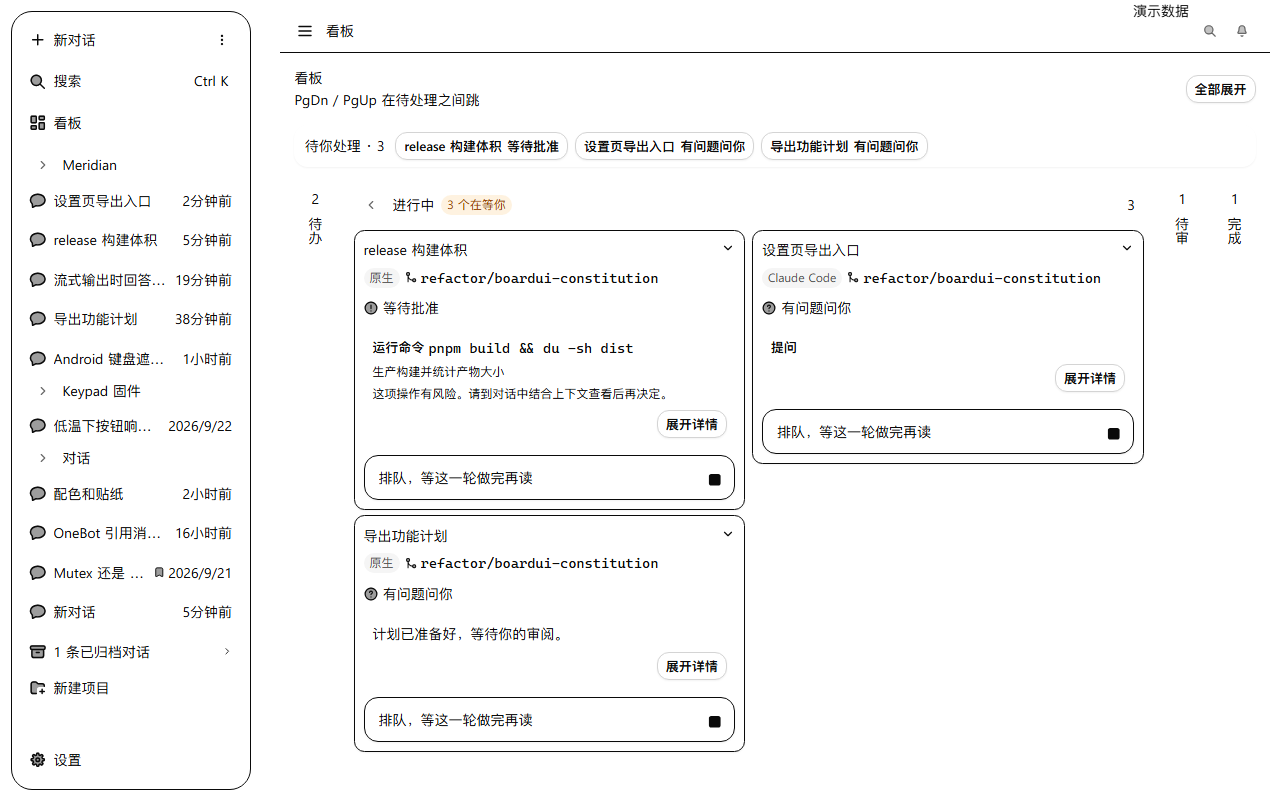 新对话
搜索 Ctrl K
看板
Meridian
设置页导出入口 2分钟前
release 构建体积 5分钟前
流式输出时回答… 19分钟前
导出功能计划 38分钟前
Android 键盘遮… 1小时前
Keypad 固件
低温下按钮响… 2026/9/22
对话
配色和贴纸 2小时前
OneBot 引用消… 16小时前
Mutex 还是 … 2026/9/21
新对话 5分钟前
1 条已归档对话
新建项目
设置
演示数据
看板
看板
PgDn / PgUp 在待处理之间跳
全部展开
待你处理 · 3 release 构建体积 等待批准 设置页导出入口 有问题问你 导出功能计划 有问题问你
2
待办
进行中 3 个在等你 3
1
待审
1
完成
release 构建体积
原生 refactor/boardui-constitution
等待批准
运行命令 pnpm build && du -sh dist
生产构建并统计产物大小
这项操作有风险。请到对话中结合上下文查看后再决定。
展开详情
排队，等这一轮做完再读
设置页导出入口
Claude Code refactor/boardui-constitution
有问题问你
提问
展开详情
排队，等这一轮做完再读
导出功能计划
原生 refactor/boardui-constitution
有问题问你
计划已准备好，等待你的审阅。
展开详情
排队，等这一轮做完再读